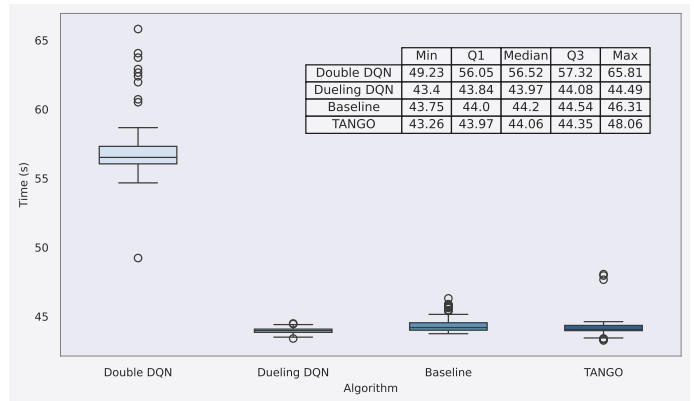 65
60
55
50
45
Time (s)
Min Q1 Median Q3 Max
Double DQN 49.23 56.05 56.52 57.32 65.81
Dueling DQN 43.4 43.84 43.97 44.08 44.49
Baseline 43.75 44.0 44.2 44.54 46.31
TANGO 43.26 43.97 44.06 44.35 48.06
Double DQN Dueling DQN Baseline TANGO
Algorithm